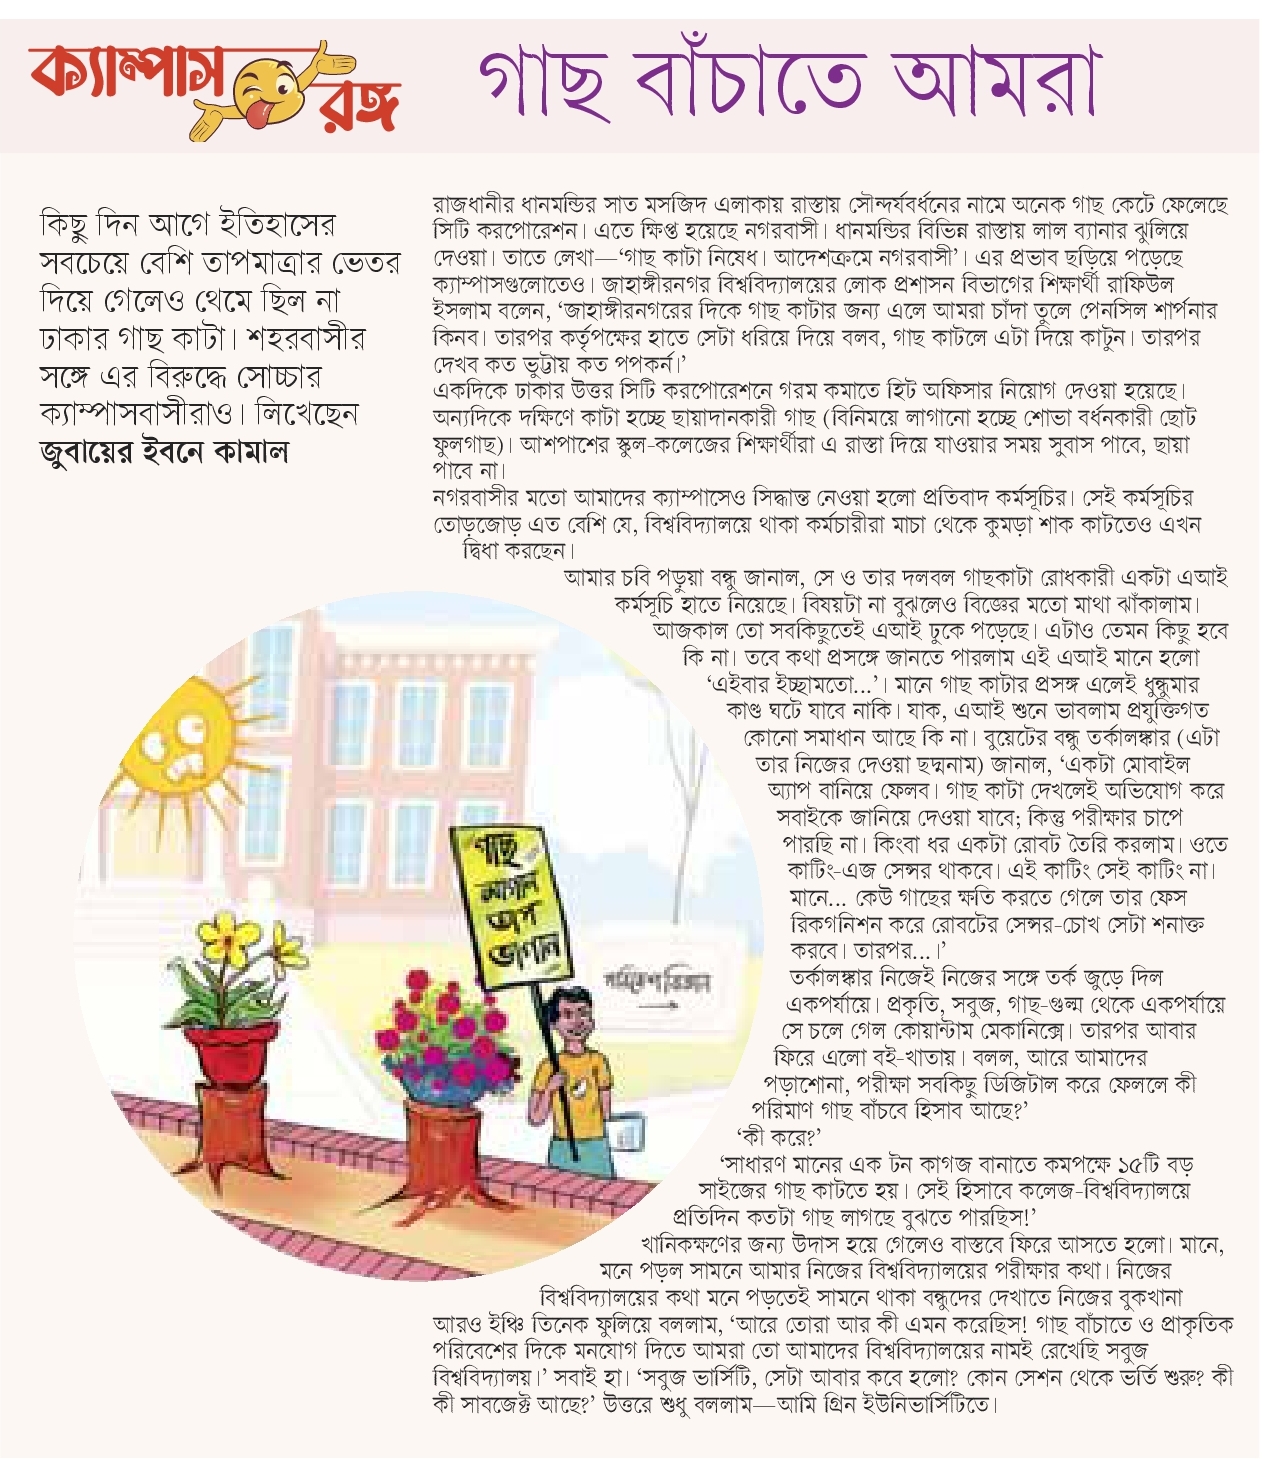 ক্যাম্পাস
রঙ্গ
গাছ বাঁচাতে আমরা
কিছু দিন আগে ইতিহাসের
সবচেয়ে বেশি তাপমাত্রার ভেতর
দিয়ে গেলেও থেমে ছিল না
ঢাকার গাছ কাটা। শহরবাসীর
সঙ্গে এর বিরুদ্ধে সোচ্চার
ক্যাম্পাসবাসীরাও। লিখেছেন
জুবায়ের ইবনে কামাল
রাজধানীর ধানমন্ডির সাত মসজিদ এলাকায় রাস্তায় সৌন্দর্যবর্ধনের নামে অনেক গাছ কেটে ফেলেছে
সিটি করপোরেশন। এতে ক্ষিপ্ত হয়েছে নগরবাসী। ধানমন্ডির বিভিন্ন রাস্তায় লাল ব্যানার ঝুলিয়ে
দেওয়া। তাতে লেখা—‘গাছ কাটা নিষেধ। আদেশক্রমে নগরবাসী’। এর প্রভাব ছড়িয়ে পড়েছে
ক্যাম্পাসগুলোতেও। জাহাঙ্গীরনগর বিশ্ববিদ্যালয়ের লোক প্রশাসন বিভাগের শিক্ষার্থী রাফিউল
ইসলাম বলেন, ‘জাহাঙ্গীরনগরের দিকে গাছ কাটার জন্য এলে আমরা চাঁদা তুলে পেনসিল শার্পনার
কিনব। তারপর কর্তৃপক্ষের হাতে সেটা ধরিয়ে দিয়ে বলব, গাছ কাটলে এটা দিয়ে কাটুন। তারপর
দেখব কত ভুট্টায় কত পপকর্ন।’
একদিকে ঢাকার উত্তর সিটি করপোরেশনে গরম কমাতে হিট অফিসার নিয়োগ দেওয়া হয়েছে।
অন্যদিকে দক্ষিণে কাটা হচ্ছে ছায়াদানকারী গাছ (বিনিময়ে লাগানো হচ্ছে শোভা বর্ধনকারী ছোট
ফুলগাছ)। আশপাশের স্কুল-কলেজের শিক্ষার্থীরা এ রাস্তা দিয়ে যাওয়ার সময় সুবাস পাবে, ছায়া
পাবে না।
নগরবাসীর মতো আমাদের ক্যাম্পাসেও সিদ্ধান্ত নেওয়া হলো প্রতিবাদ কর্মসূচির। সেই কর্মসূচির
তোড়জোড় এত বেশি যে, বিশ্ববিদ্যালয়ে থাকা কর্মচারীরা মাচা থেকে কুমড়া শাক কাটতেও এখন
দ্বিধা করছেন।
আমার চবি পড়ুয়া বন্ধু জানাল, সে ও তার দলবল গাছকাটা রোধকারী একটা এআই
কর্মসূচি হাতে নিয়েছে। বিষয়টা না বুঝলেও বিজ্ঞের মতো মাথা ঝাঁকালাম।
আজকাল তো সবকিছুতেই এআই ঢুকে পড়েছে। এটাও তেমন কিছু হবে
কি না। তবে কথা প্রসঙ্গে জানতে পারলাম এই এআই মানে হলো
‘এইবার ইচ্ছামতো...’। মানে গাছ কাটার প্রসঙ্গ এলেই ধুন্ধুমার
কাণ্ড ঘটে যাবে নাকি। যাক, এআই শুনে ভাবলাম প্রযুক্তিগত
কোনো সমাধান আছে কি না। বুয়েটের বন্ধু তর্কালঙ্কার (এটা
তার নিজের দেওয়া ছদ্মনাম) জানাল, ‘একটা মোবাইল
অ্যাপ বানিয়ে ফেলব। গাছ কাটা দেখলেই অভিযোগ করে
সবাইকে জানিয়ে দেওয়া যাবে; কিন্তু পরীক্ষার চাপে
পারছি না। কিংবা ধর একটা রোবট তৈরি করলাম। ওতে
কাটিং-এজ সেন্সর থাকবে। এই কাটিং সেই কাটিং না।
মানে... কেউ গাছের ক্ষতি করতে গেলে তার ফেস
রিকগনিশন করে রোবটের সেন্সর-চোখ সেটা শনাক্ত
করবে। তারপর...।’
তর্কালঙ্কার নিজেই নিজের সঙ্গে তর্ক জুড়ে দিল
একপর্যায়ে। প্রকৃতি, সবুজ, গাছ-গুল্ম থেকে একপর্যায়ে
সে চলে গেল কোয়ান্টাম মেকানিক্সে। তারপর আবার
ফিরে এলো বই-খাতায়। বলল, আরে আমাদের
পড়াশোনা, পরীক্ষা সবকিছু ডিজিটাল করে ফেললে কী
পরিমাণ গাছ বাঁচবে হিসাব আছে?’
‘কী করে?’
‘সাধারণ মানের এক টন কাগজ বানাতে কমপক্ষে ১৫টি বড়
সাইজের গাছ কাটতে হয়। সেই হিসাবে কলেজ-বিশ্ববিদ্যালয়ে
প্রতিদিন কতটা গাছ লাগছে বুঝতে পারছিস!’
খানিকক্ষণের জন্য উদাস হয়ে গেলেও বাস্তবে ফিরে আসতে হলো। মানে,
মনে পড়ল সামনে আমার নিজের বিশ্ববিদ্যালয়ের পরীক্ষার কথা। নিজের
বিশ্ববিদ্যালয়ের কথা মনে পড়তেই সামনে থাকা বন্ধুদের দেখাতে নিজের বুকখানা
আরও ইঞ্চি তিনেক ফুলিয়ে বললাম, ‘আরে তোরা আর কী এমন করেছিস! গাছ বাঁচাতে ও প্রাকৃতিক
পরিবেশের দিকে মনযোগ দিতে আমরা তো আমাদের বিশ্ববিদ্যালয়ের নামই রেখেছি সবুজ
বিশ্ববিদ্যালয়।’ সবাই হা। ‘সবুজ ভার্সিটি, সেটা আবার কবে হলো? কোন সেশন থেকে ভর্তি শুরু? কী
কী সাবজেক্ট আছে?’ উত্তরে শুধু বললাম—আমি গ্রিন ইউনিভার্সিটিতে।
গাছ
লাগান
তাপ
ভাগান
পরিবেশ বিজ্ঞান